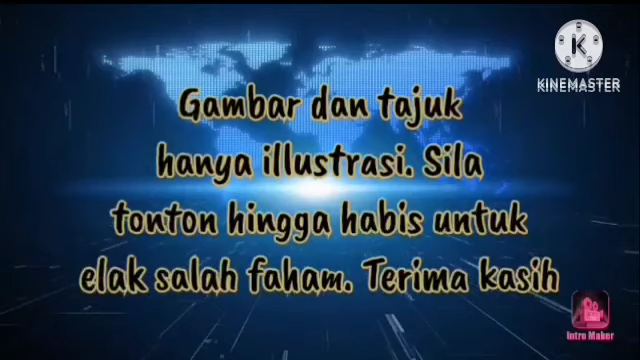 KINEMASTER
Gambar dan tajuk
hanya illustrasi. Sila
tonton hingga habis untuk
elak salah faham. Terima kasih
Intro Maker